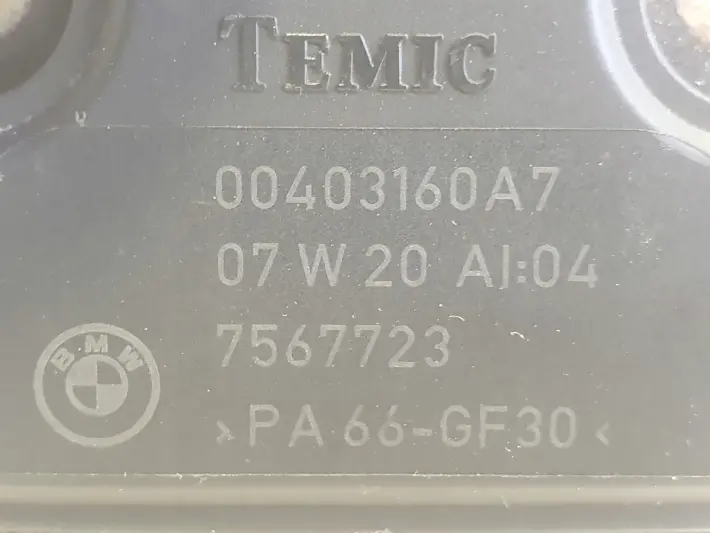 TEMIC
00403160A7
07 W 20 AI:04
7567723
BMW
>PA 66-GF30<